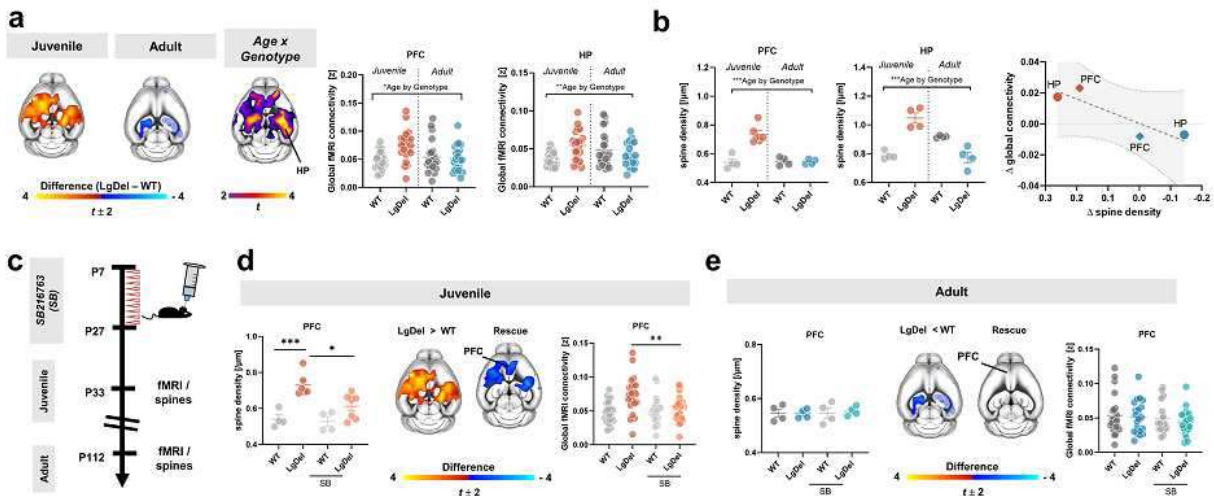 a
Juvenile
Adult
Age x
Genotype
HP
Difference (LgDel – WT)
4
- 4
t ± 2
2
4
t
PFC
Juvenile
Adult
*Age by Genotype
Global fMRI connectivity [z]
0.20
0.15
0.10
0.05
0.00
WT
LgDel
WT
LgDel
HP
Juvenile
Adult
**Age by Genotype
Global fMRI connectivity [z]
0.20
0.15
0.10
0.05
0.00
WT
LgDel
WT
LgDel
b
PFC
Juvenile
Adult
***Age by Genotype
spine density [/µm]
1.2
1.0
0.8
0.6
0.4
WT
LgDel
WT
LgDel
HP
Juvenile
Adult
***Age by Genotype
spine density [/µm]
1.4
1.2
1.0
0.8
0.6
WT
LgDel
WT
LgDel
Δ global connectivity
0.04
0.02
0.00
-0.02
-0.04
HP
PFC
HP
PFC
0.3
0.2
0.1
0.0
-0.1
-0.2
Δ spine density
c
SB216763
(SB)
P7
P27
Juvenile
P33
fMRI /
spines
Adult
P112
fMRI /
spines
d
Juvenile
PFC
spine density [/µm]
1.0
0.8
0.6
0.4
***
*
WT
LgDel
WT
LgDel
SB
LgDel > WT
Rescue
PFC
Difference
4
- 4
t ± 2
PFC
Global fMRI connectivity [z]
0.15
0.10
0.05
0.00
**
WT
LgDel
WT
LgDel
SB
e
Adult
PFC
spine density [/µm]
1.0
0.8
0.6
0.4
WT
LgDel
WT
LgDel
SB
LgDel < WT
Rescue
PFC
Difference
4
- 4
t ± 2
PFC
Global fMRI connectivity [z]
0.15
0.10
0.05
0.00
WT
LgDel
WT
LgDel
SB